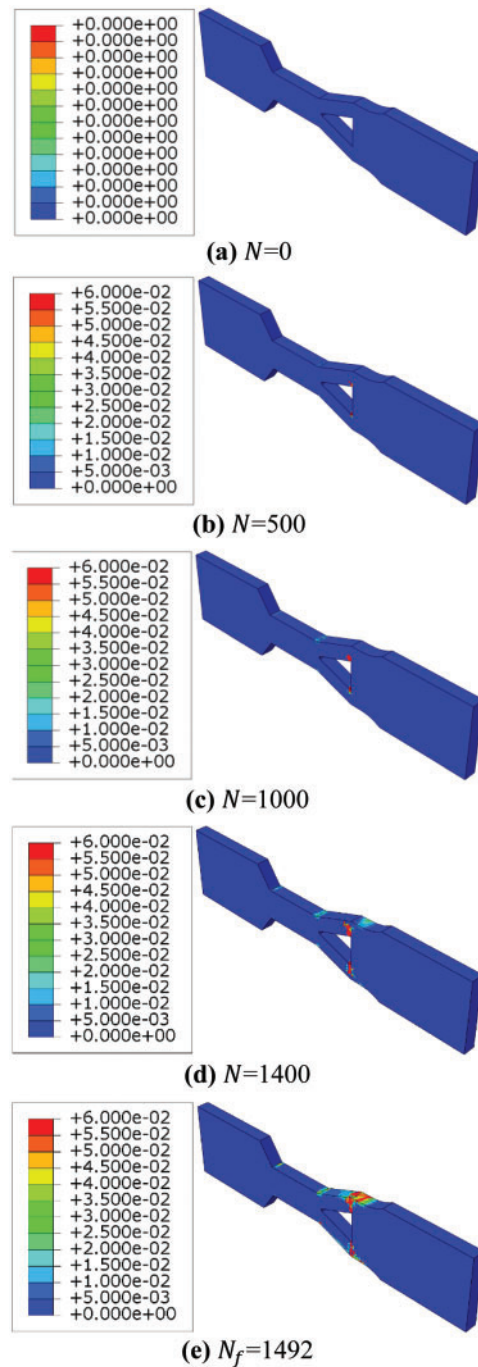 +0.000e+00
+0.000e+00
+0.000e+00
+0.000e+00
+0.000e+00
+0.000e+00
+0.000e+00
+0.000e+00
+0.000e+00
+0.000e+00
+0.000e+00
+0.000e+00
+0.000e+00
(a) N=0
+6.000e-02
+5.500e-02
+5.000e-02
+4.500e-02
+4.000e-02
+3.500e-02
+3.000e-02
+2.500e-02
+2.000e-02
+1.500e-02
+1.000e-02
+5.000e-03
+0.000e+00
(b) N=500
+6.000e-02
+5.500e-02
+5.000e-02
+4.500e-02
+4.000e-02
+3.500e-02
+3.000e-02
+2.500e-02
+2.000e-02
+1.500e-02
+1.000e-02
+5.000e-03
+0.000e+00
(c) N=1000
+6.000e-02
+5.500e-02
+5.000e-02
+4.500e-02
+4.000e-02
+3.500e-02
+3.000e-02
+2.500e-02
+2.000e-02
+1.500e-02
+1.000e-02
+5.000e-03
+0.000e+00
(d) N=1400
+6.000e-02
+5.500e-02
+5.000e-02
+4.500e-02
+4.000e-02
+3.500e-02
+3.000e-02
+2.500e-02
+2.000e-02
+1.500e-02
+1.000e-02
+5.000e-03
+0.000e+00
(e) N_f=1492